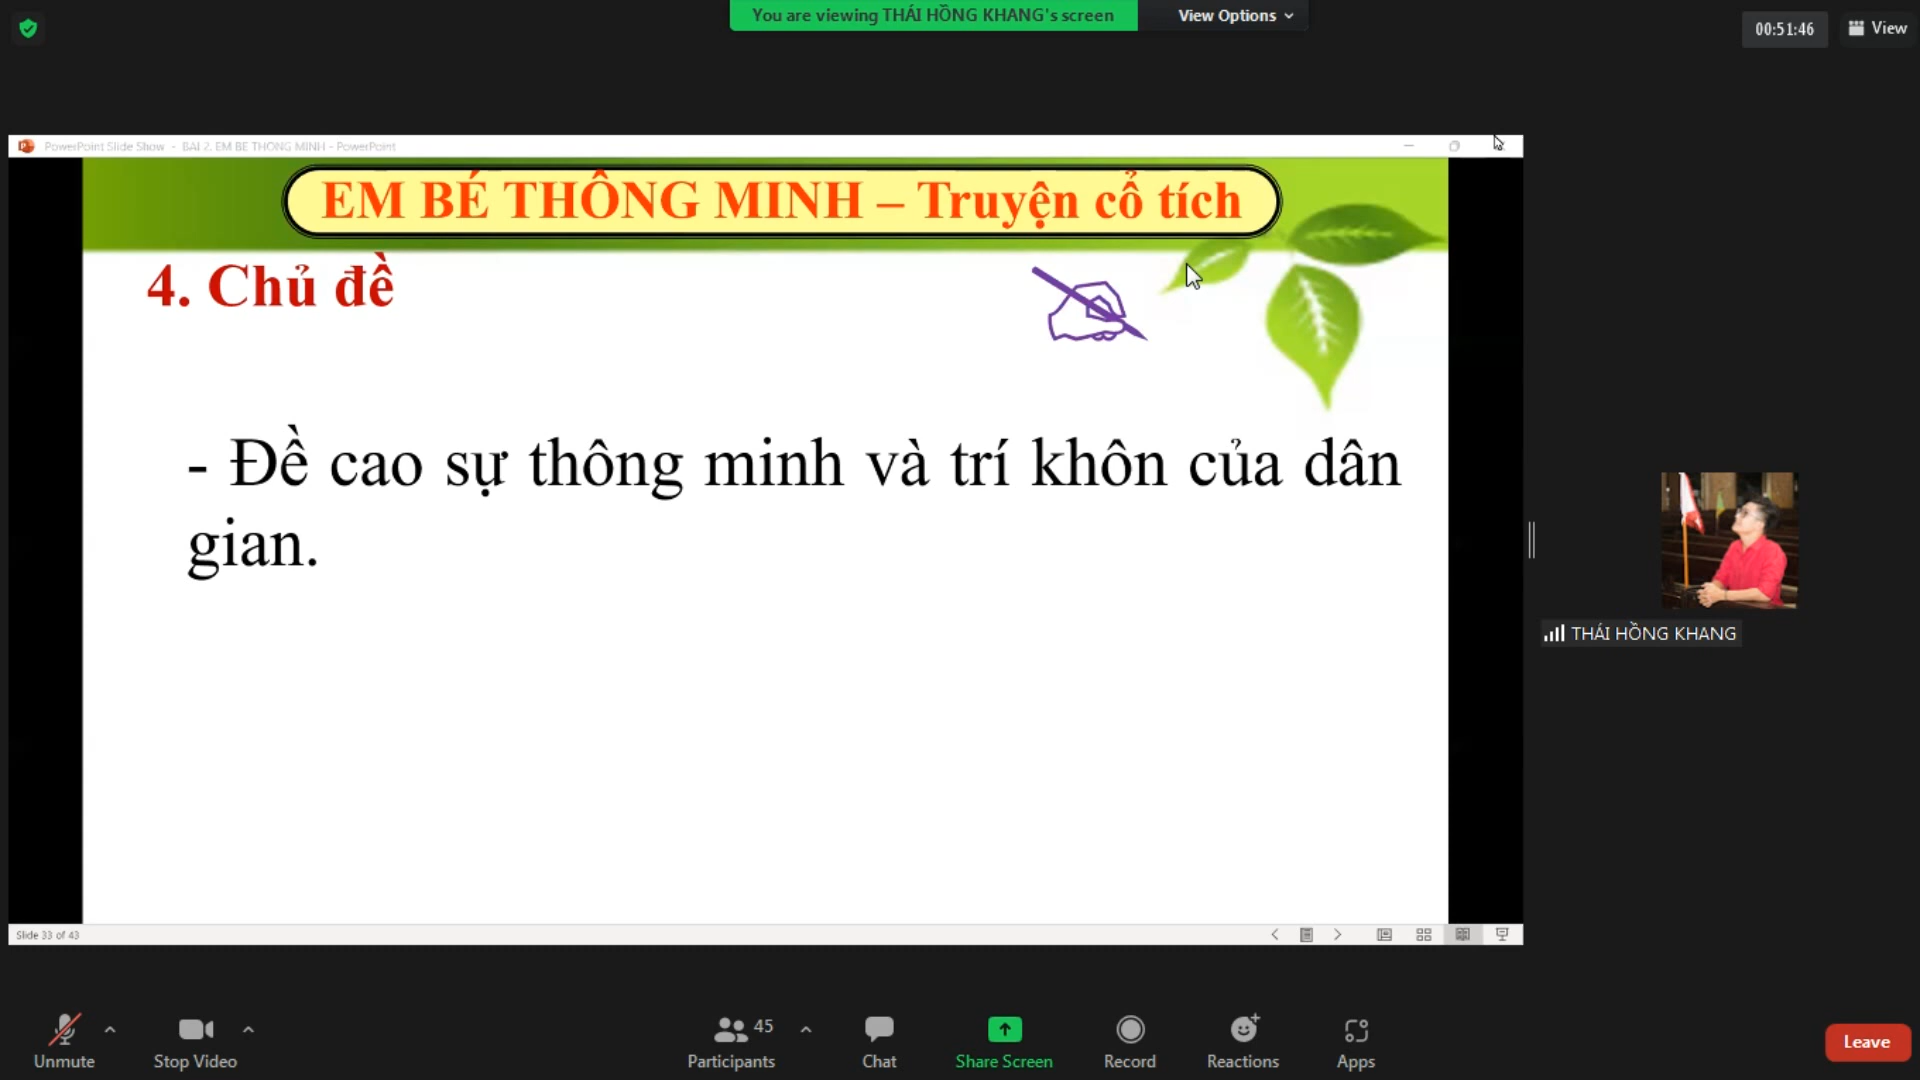 You are viewing THÁI HỒNG KHANG's screen
View Options
00:51:46
View
PowerPoint Slide Show - BAI 2. EM BE THONG MINH - PowerPoint
EM BÉ THÔNG MINH – Truyện cổ tích
4. Chủ đề
- Đề cao sự thông minh và trí khôn của dân
gian.
THÁI HỒNG KHANG
Slide 33 of 43
Unmute
Stop Video
45
Participants
Chat
Share Screen
Record
Reactions
Apps
Leave